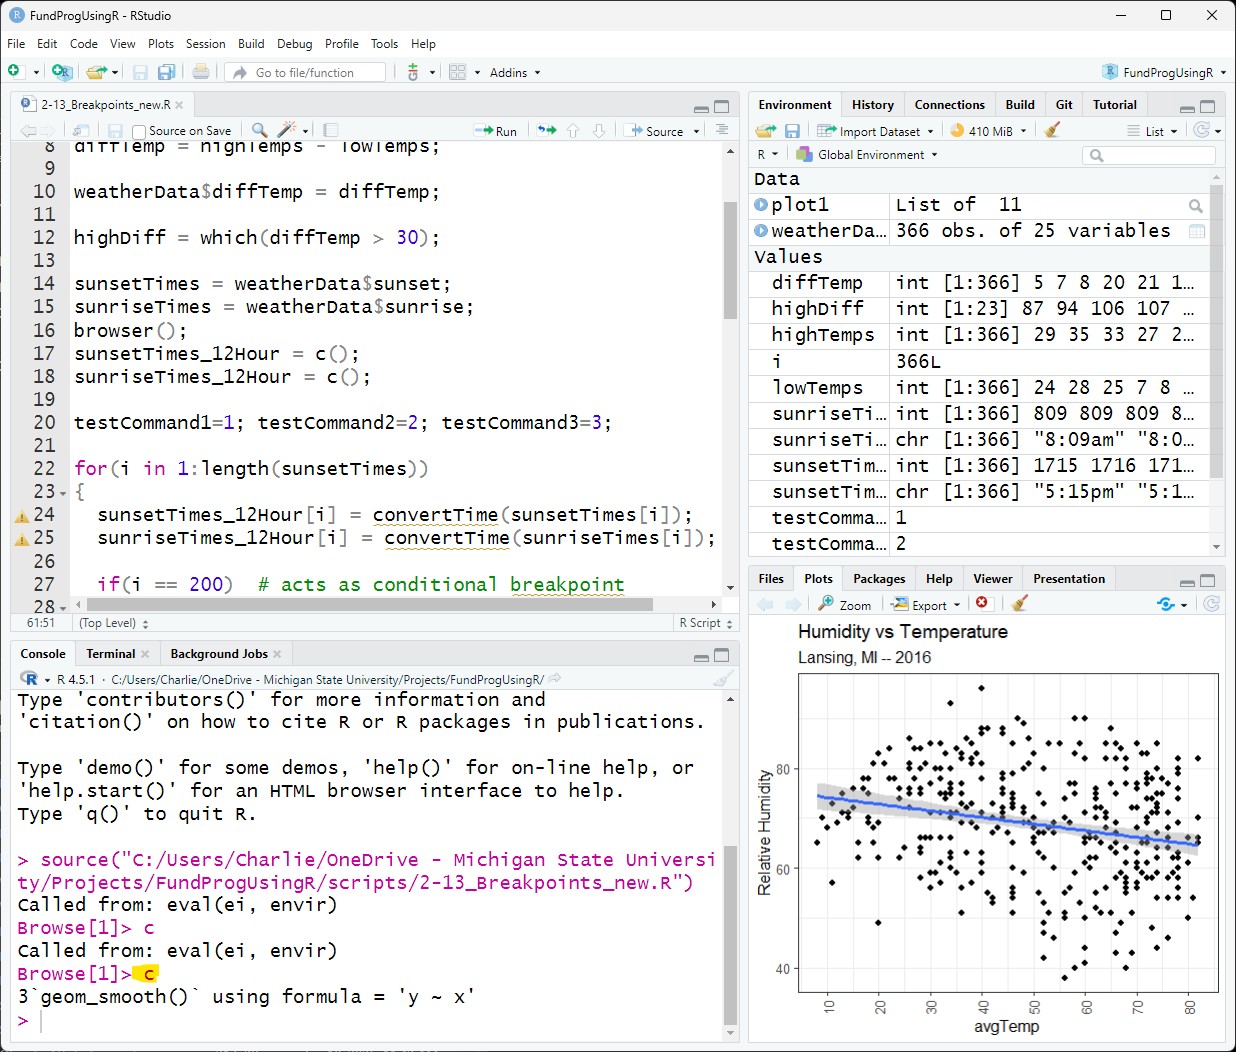 FundProgUsingR - RStudio
File Edit Code View Plots Session Build Debug Profile Tools Help
Go to file/function Addins FundProgUsingR
2-13_Breakpoints_new.R
Source on Save Run Source
8 diffTemp = highTemps - lowTemps;
9
10 weatherData$diffTemp = diffTemp;
11
12 highDiff = which(diffTemp > 30);
13
14 sunsetTimes = weatherData$sunset;
15 sunriseTimes = weatherData$sunrise;
16 browser();
17 sunsetTimes_12Hour = c();
18 sunriseTimes_12Hour = c();
19
20 testCommand1=1; testCommand2=2; testCommand3=3;
21
22 for(i in 1:length(sunsetTimes))
23 {
24 sunsetTimes_12Hour[i] = convertTime(sunsetTimes[i]);
25 sunriseTimes_12Hour[i] = convertTime(sunriseTimes[i]);
26
27 if(i == 200) # acts as conditional breakpoint
28
61:51 (Top Level) R Script
Console Terminal Background Jobs
R 4.5.1 · C:/Users/Charlie/OneDrive - Michigan State University/Projects/FundProgUsingR/
Type 'contributors()' for more information and
'citation()' on how to cite R or R packages in publications.
Type 'demo()' for some demos, 'help()' for on-line help, or
'help.start()' for an HTML browser interface to help.
Type 'q()' to quit R.
> source("C:/Users/Charlie/OneDrive - Michigan State Universi
ty/Projects/FundProgUsingR/scripts/2-13_Breakpoints_new.R")
Called from: eval(ei, envir)
Browse[1]> c
Called from: eval(ei, envir)
Browse[1]> c
3`geom_smooth()` using formula = 'y ~ x'
>
Environment History Connections Build Git Tutorial
Import Dataset 410 MiB List
R Global Environment
Data
plot1 List of 11
weatherDa… 366 obs. of 25 variables
Values
diffTemp int [1:366] 5 7 8 20 21 1…
highDiff int [1:23] 87 94 106 107 …
highTemps int [1:366] 29 35 33 27 2…
i 366L
lowTemps int [1:366] 24 28 25 7 8 …
sunriseTi… int [1:366] 809 809 809 8…
sunriseTi… chr [1:366] "8:09am" "8:0…
sunsetTim… int [1:366] 1715 1716 171…
sunsetTim… chr [1:366] "5:15pm" "5:1…
testComma… 1
testComma… 2
Files Plots Packages Help Viewer Presentation
Zoom Export
Humidity vs Temperature
Lansing, MI -- 2016
Relative Humidity
80
60
40
10 20 30 40 50 60 70 80
avgTemp